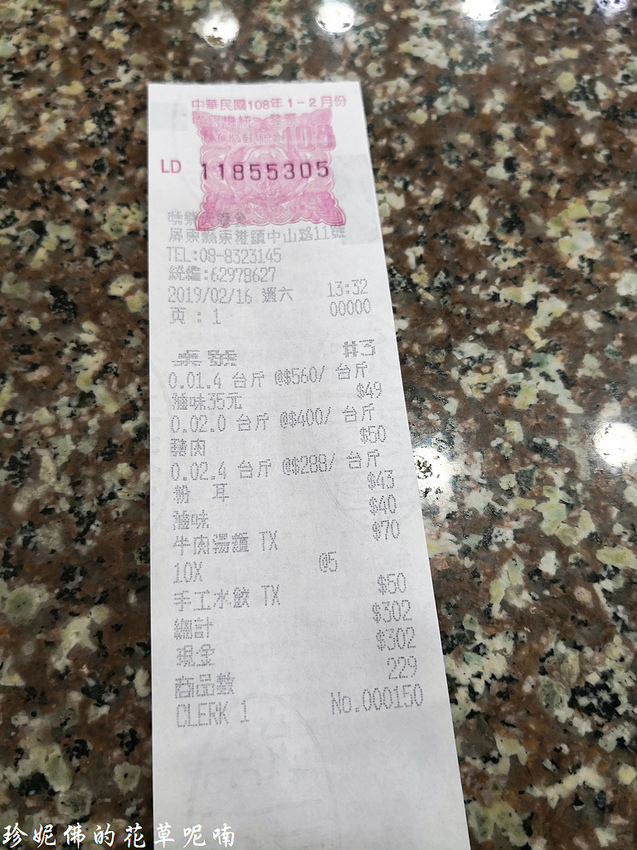 中華民國108年1-2月份
LD 11855305
屏東縣東港鎮中山路11號
TEL:08-8323145
統編:62978627
2019/02/16 週六 13:32
頁:1 00000
桌號 #3
0.01.4 台斤 @$560/ 台斤
滷味35元 $49
0.02.0 台斤 @$400/ 台斤
豬肉 $50
0.02.4 台斤 @$288/ 台斤
粉 耳 $43
滷味 $40
牛肉湯麵 TX $70
10X @5
手工水餃 TX $50
總計 $302
現金 $302
商品數 229
CLERK 1 No.000150
珍妮佛的花草呢喃